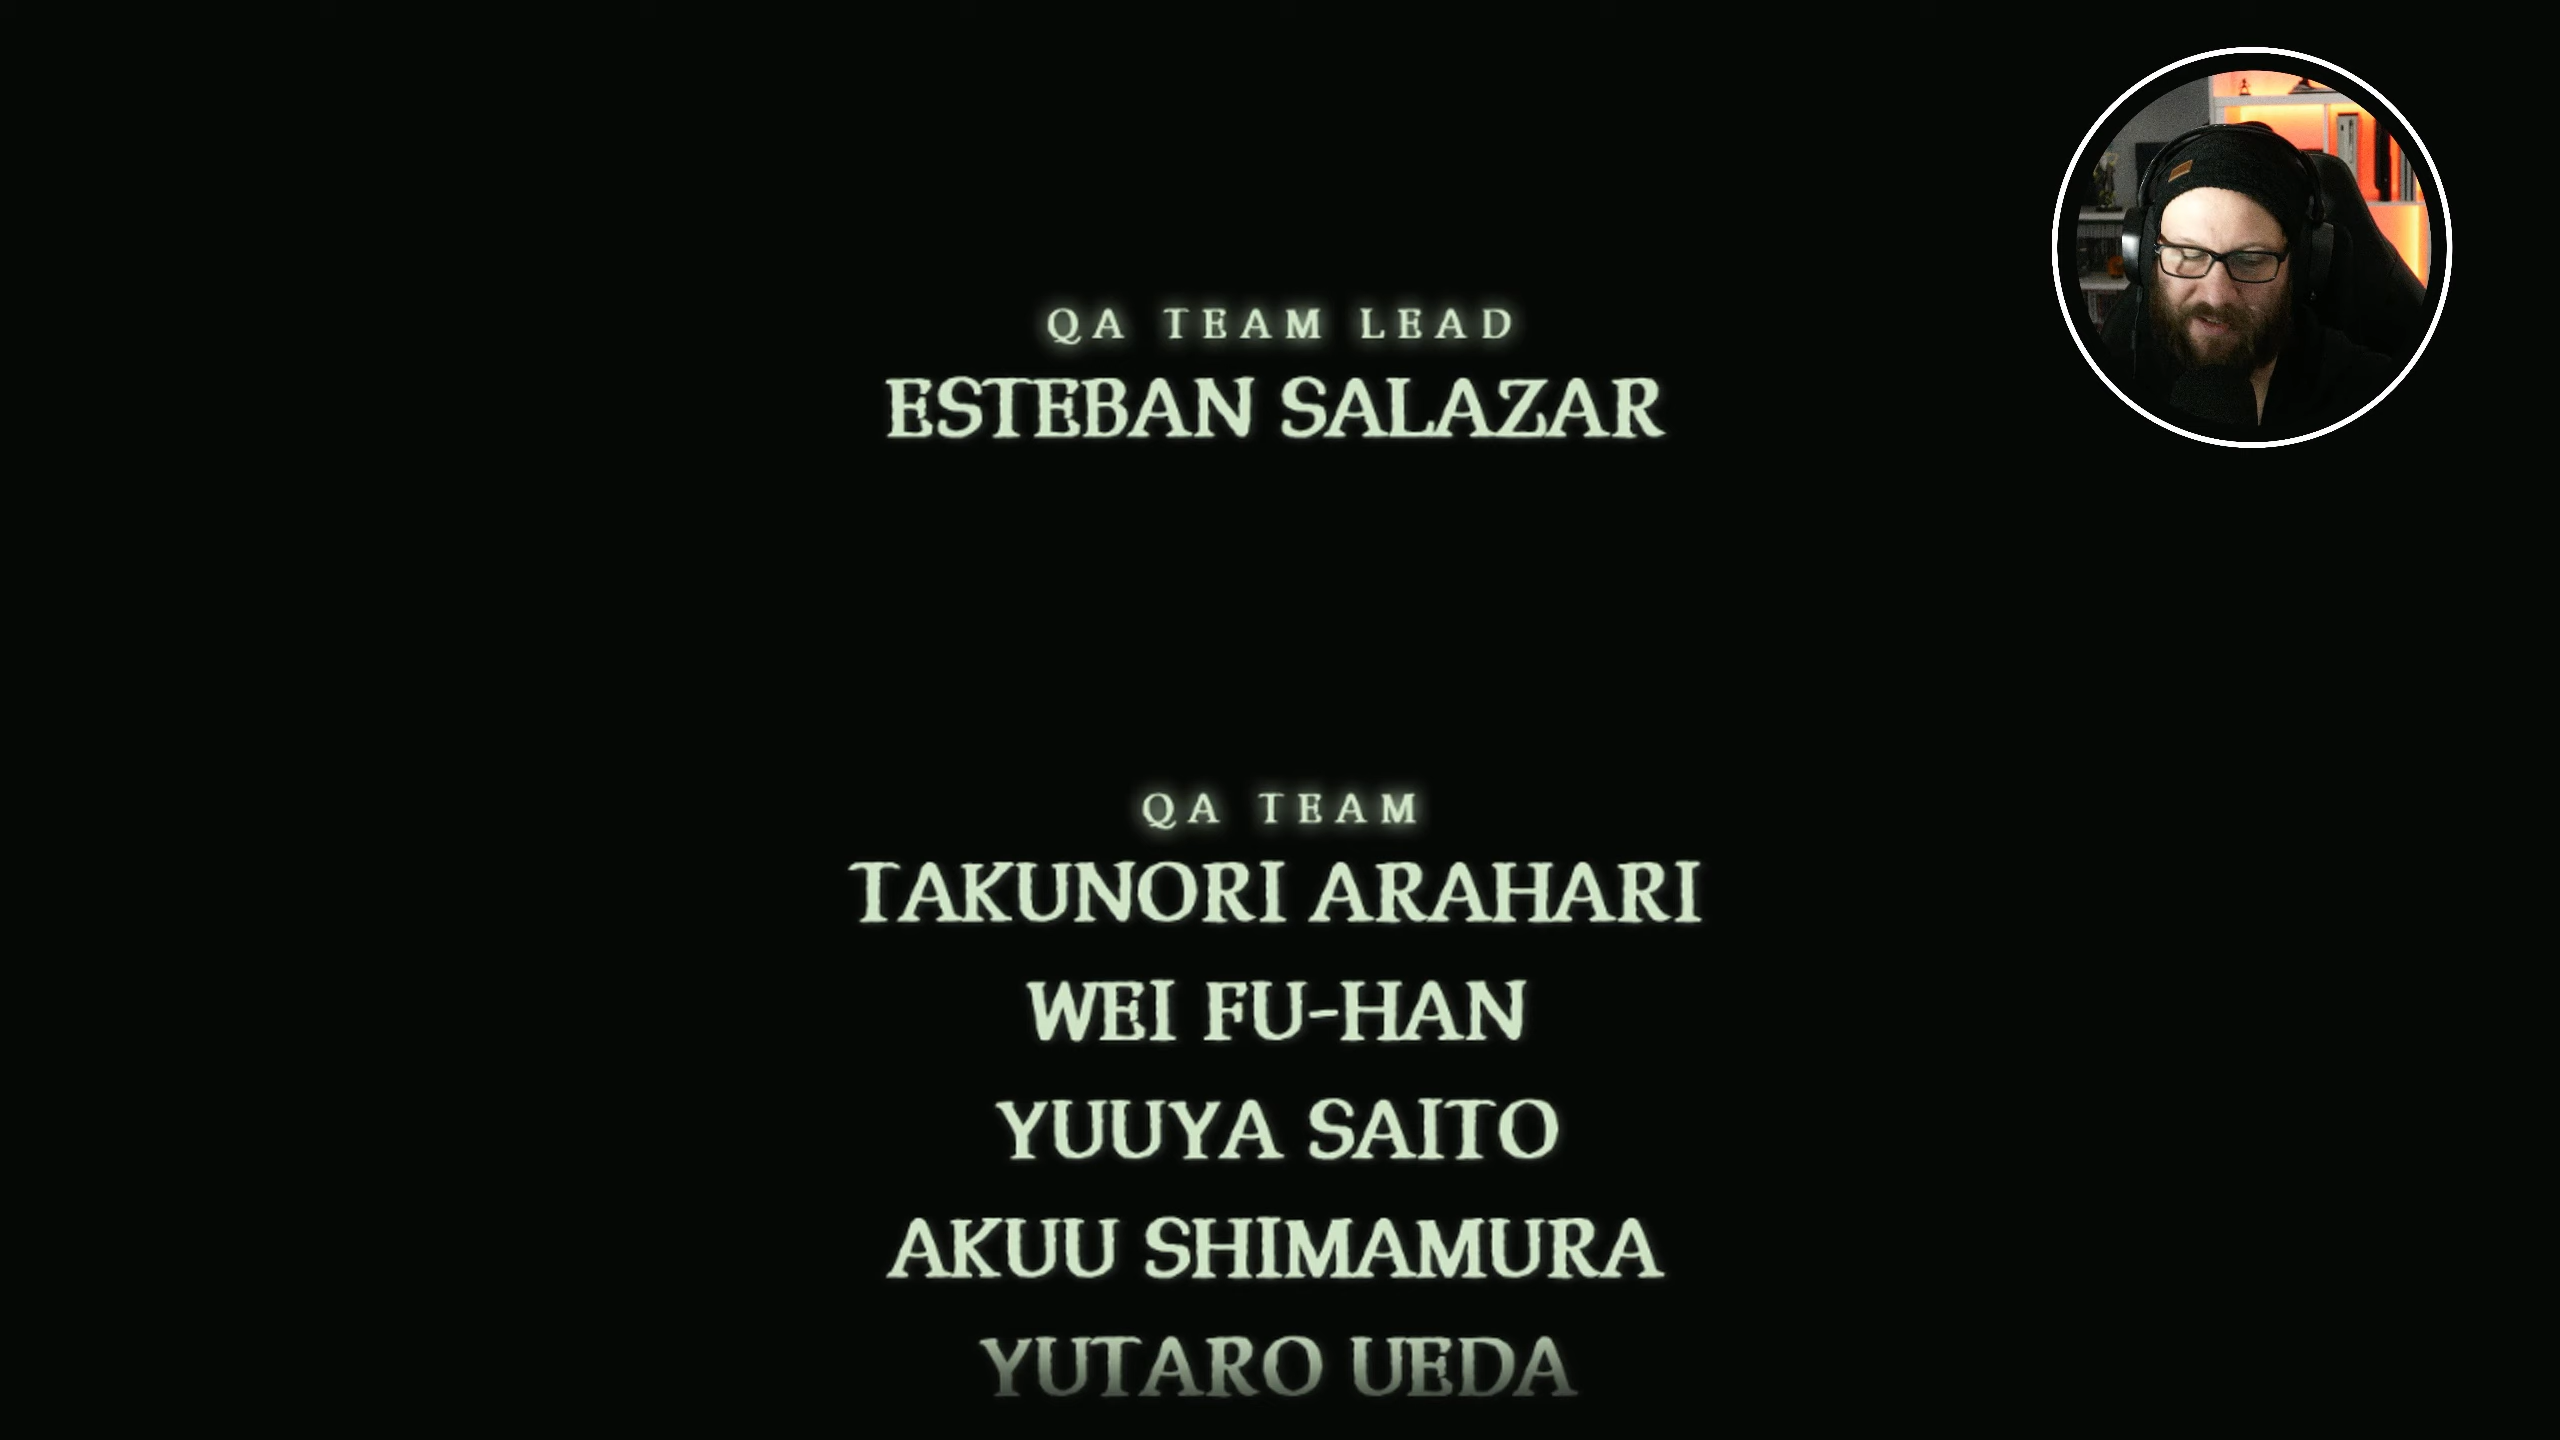 QA TEAM LEAD
ESTEBAN SALAZAR
QA TEAM
TAKUNORI ARAHARI
WEI FU-HAN
YUUYA SAITO
AKUU SHIMAMURA
YUTARO UEDA